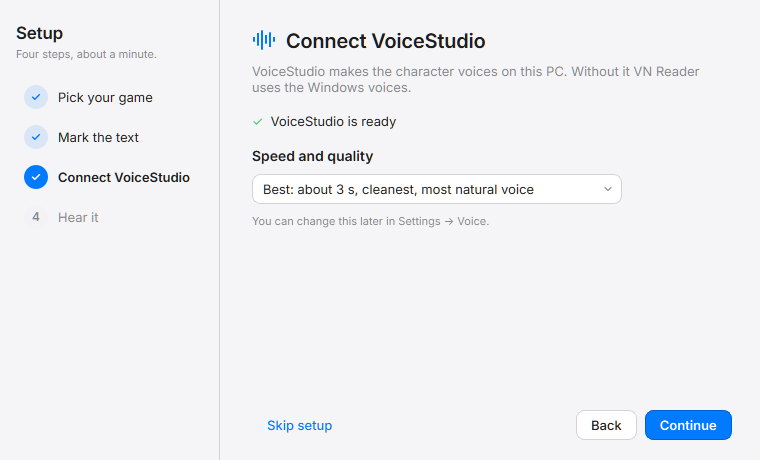 Setup
Four steps, about a minute.
Pick your game
Mark the text
Connect VoiceStudio
4 Hear it
Connect VoiceStudio
VoiceStudio makes the character voices on this PC. Without it VN Reader
uses the Windows voices.
VoiceStudio is ready
Speed and quality
Best: about 3 s, cleanest, most natural voice
You can change this later in Settings → Voice.
Skip setup
Back
Continue